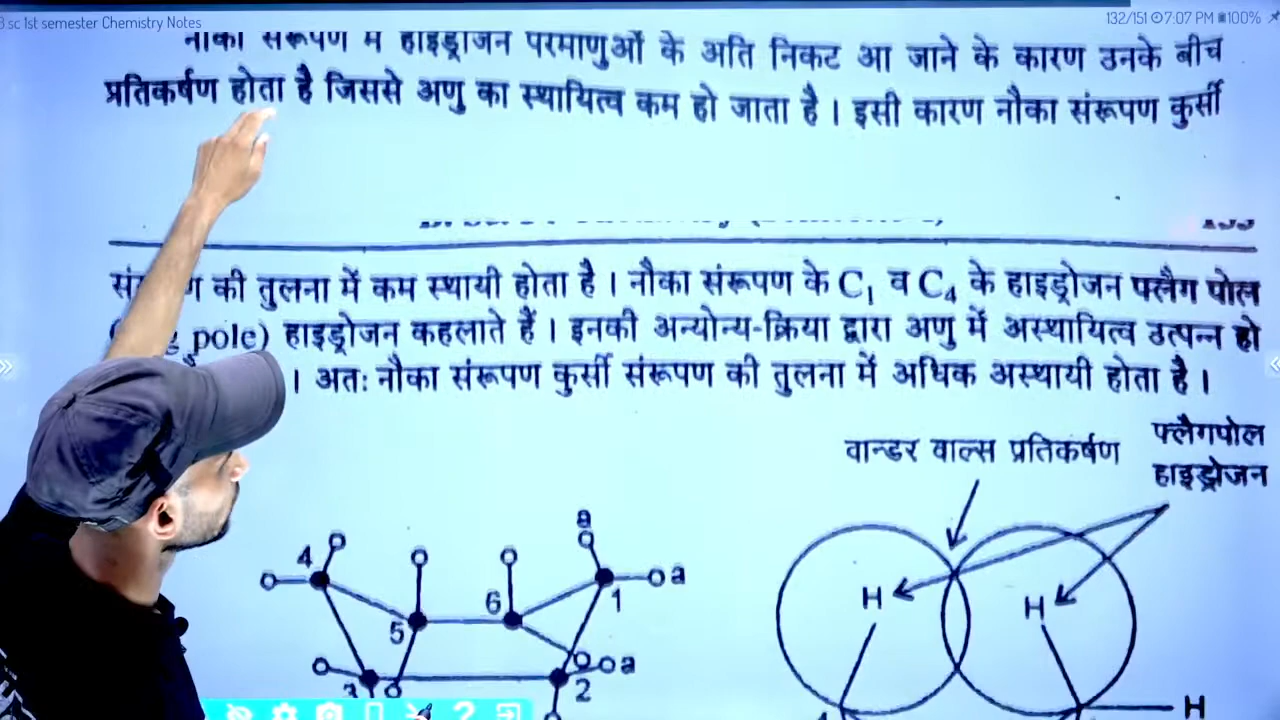 B sc 1st semester Chemistry Notes
132/151 7:07 PM 100%
नौका संरूपण में हाइड्रोजन परमाणुओं के अति निकट आ जाने के कारण उनके बीच
प्रतिकर्षण होता है जिससे अणु का स्थायित्व कम हो जाता है । इसी कारण नौका संरूपण कुर्सी
की तुलना में कम स्थायी होता है । नौका संरूपण के C1 व C4 के हाइड्रोजन फ्लैग पोल
pole) हाइड्रोजन कहलाते हैं । इनकी अन्योन्य-क्रिया द्वारा अणु में अस्थायित्व उत्पन्न हो
। अतः नौका संरूपण कुर्सी संरूपण की तुलना में अधिक अस्थायी होता है ।
वान्डर वाल्स प्रतिकर्षण
फ्लैगपोल
हाइड्रोजन
a
4
a
6
1
5
H
H
a
3
2
H